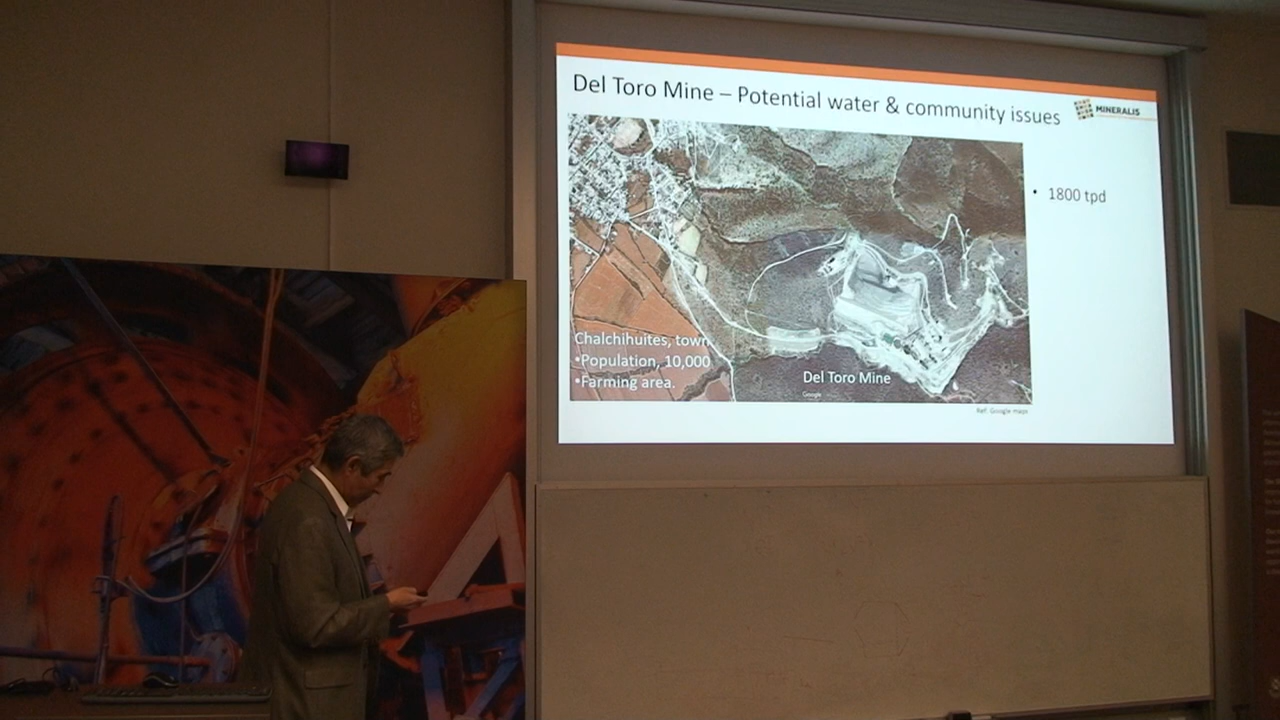 Del Toro Mine – Potential water & community issues
MINERALIS
• 1800 tpd
Chalchihuites, town
•Population, 10,000
•Farming area.
Del Toro Mine
Google
Ref: Google maps